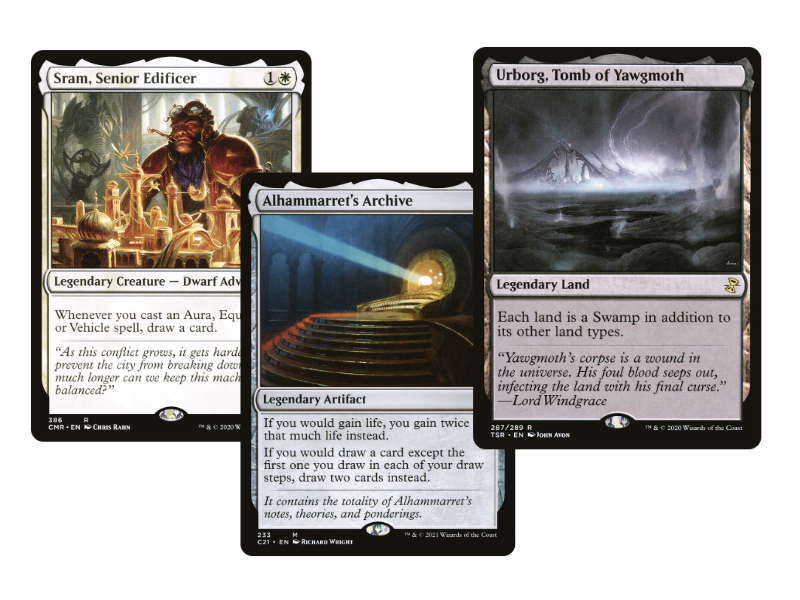 Sram, Senior Edificer
1
Legendary Creature — Dwarf Adv
Whenever you cast an Aura, Equ
or Vehicle spell, draw a card.
"As this conflict grows, it gets harde
prevent the city from breaking dow
much longer can we keep this mach
balanced?"
386 R
CMR • EN Chris Rahn
™ & © 2020 W
Alhammarret's Archive
Legendary Artifact
If you would gain life, you gain twice
that much life instead.
If you would draw a card except the
first one you draw in each of your draw
steps, draw two cards instead.
It contains the totality of Alhammarret's
notes, theories, and ponderings.
233 M
C21 • EN Richard Wright
™ & © 2021 Wizards of the Coast
Urborg, Tomb of Yawgmoth
Legendary Land
Each land is a Swamp in addition to
its other land types.
"Yawgmoth's corpse is a wound in
the universe. His foul blood seeps out,
infecting the land with his final curse."
—Lord Windgrace
287/289 R
TSR • EN John Avon
™ & © 2020 Wizards of the Coast